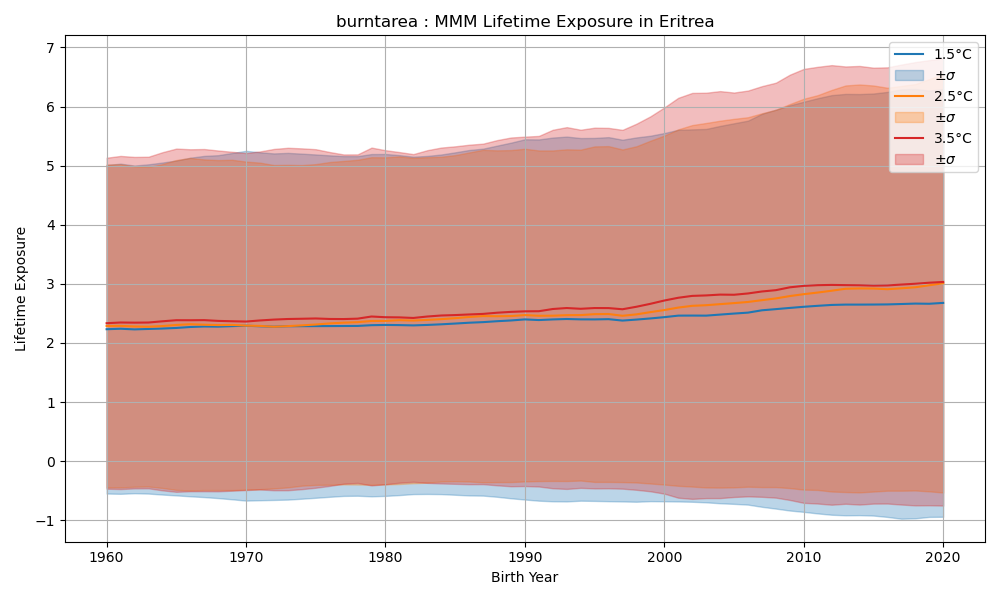 burntarea : MMM Lifetime Exposure in Eritrea
7
6
5
4
3
2
1
0
−1
Lifetime Exposure
1960
1970
1980
1990
2000
2010
2020
Birth Year
1.5°C
±σ
2.5°C
±σ
3.5°C
±σ